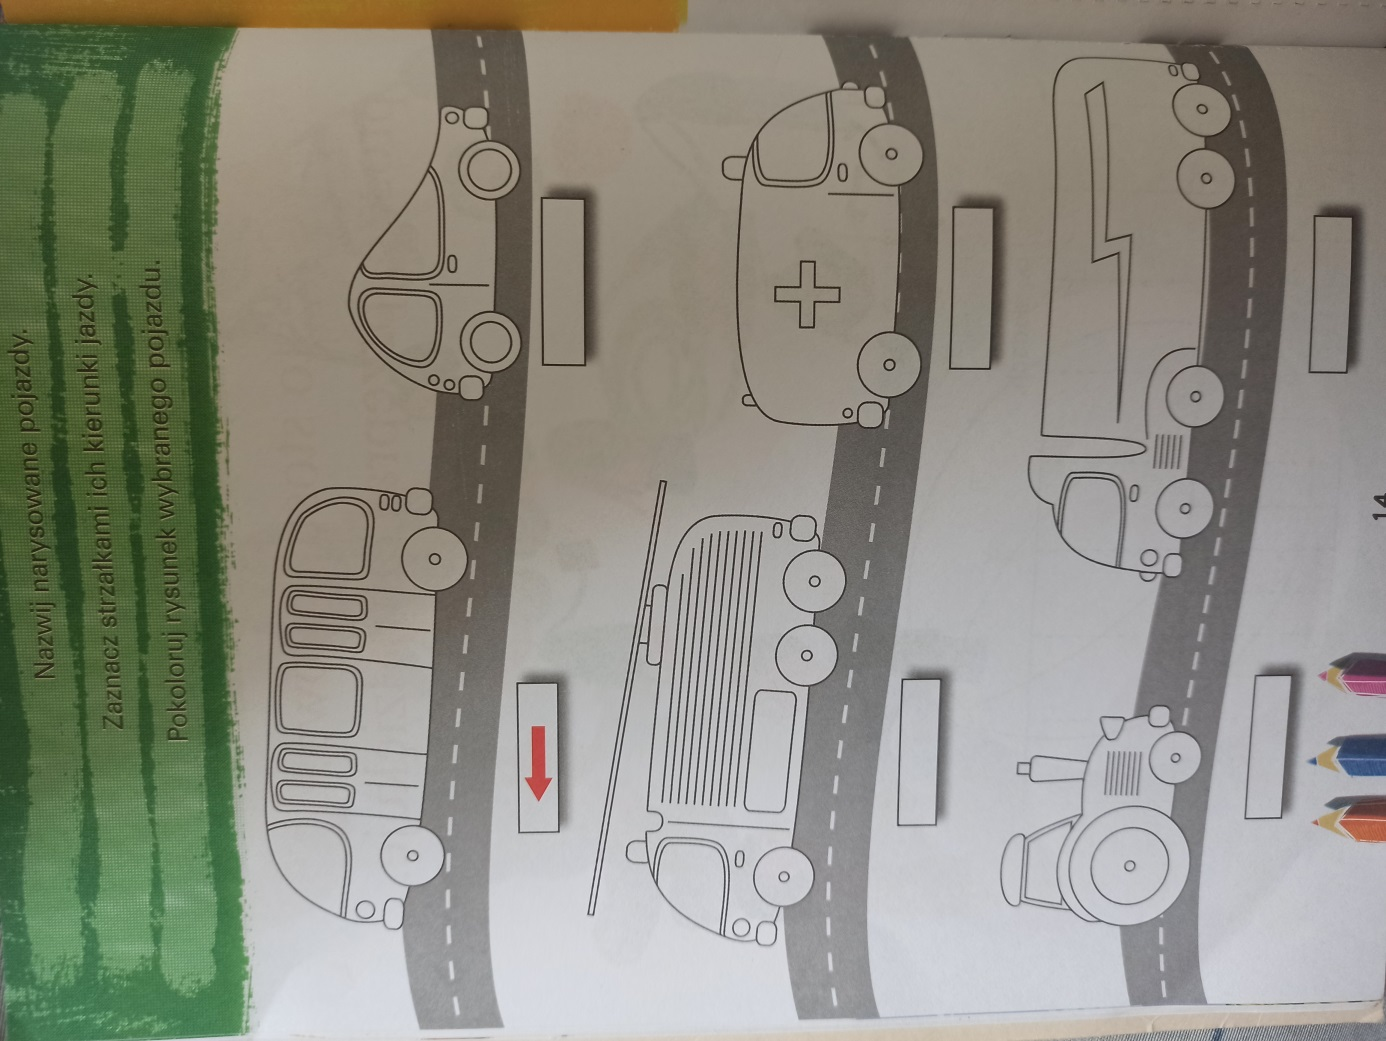 Nazwij narysowane pojazdy.
Zaznacz strzałkami ich kierunki jazdy.
Pokoloruj rysunek wybranego pojazdu.
14